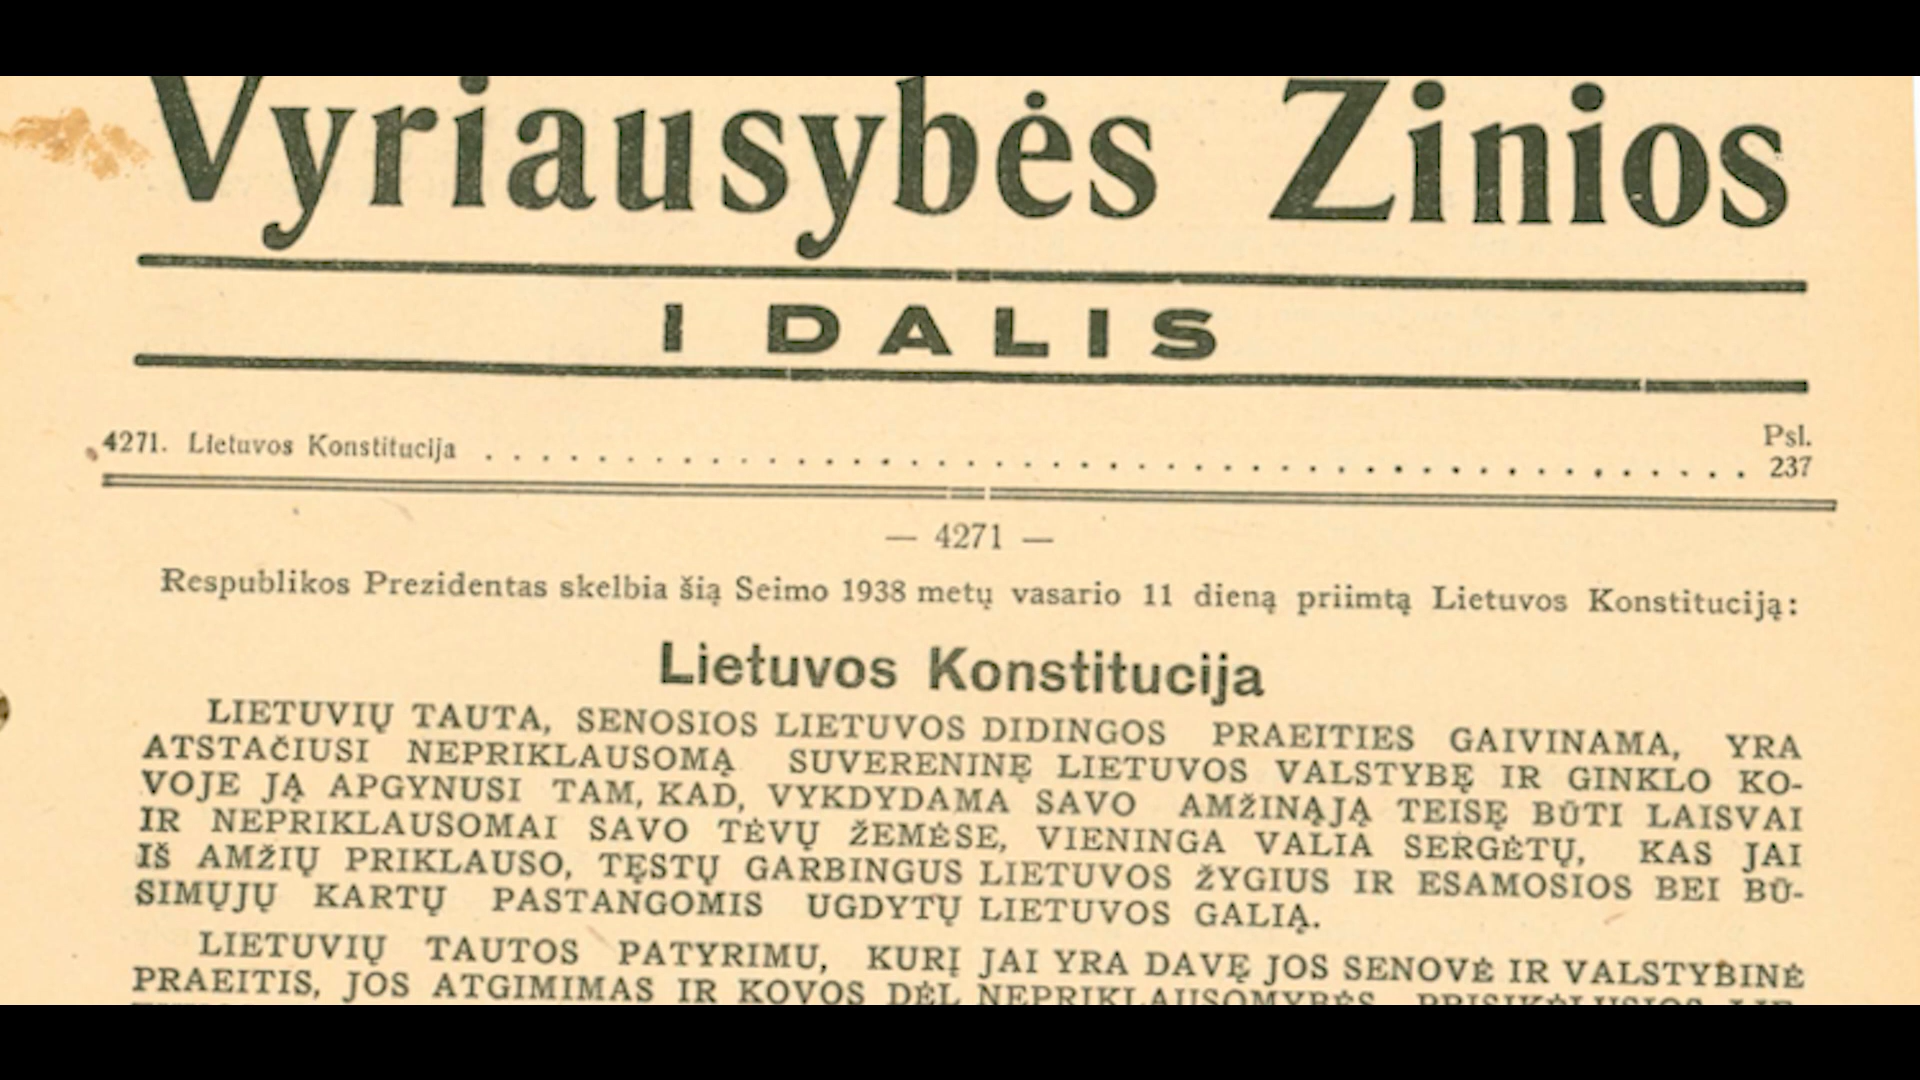 Vyriausybės Zinios
I DALIS
Psl.
4271. Lietuvos Konstitucija . . . . . . . . . . . . . . . . . . . . . . . . . . . . . . . . . . . . . . . . . . . . . 237
— 4271 —
Respublikos Prezidentas skelbia šią Seimo 1938 metų vasario 11 dieną priimtą Lietuvos Konstituciją:
Lietuvos Konstitucija
LIETUVIŲ TAUTA, SENOSIOS LIETUVOS DIDINGOS PRAEITIES GAIVINAMA, YRA
ATSTAČIUSI NEPRIKLAUSOMĄ SUVERENINĘ LIETUVOS VALSTYBĘ IR GINKLO KO-
VOJE JĄ APGYNUSI TAM, KAD, VYKDYDAMA SAVO AMŽINĄJĄ TEISĘ BŪTI LAISVAI
IR NEPRIKLAUSOMAI SAVO TĖVŲ ŽEMĖSE, VIENINGA VALIA SERGĖTŲ, KAS JAI
IŠ AMŽIŲ PRIKLAUSO, TĘSTŲ GARBINGUS LIETUVOS ŽYGIUS IR ESAMOSIOS BEI BŪ-
SIMŲJŲ KARTŲ PASTANGOMIS UGDYTŲ LIETUVOS GALIĄ.
LIETUVIŲ TAUTOS PATYRIMU, KURĮ JAI YRA DAVĘ JOS SENOVĖ IR VALSTYBINĖ
PRAEITIS, JOS ATGIMIMAS IR KOVOS DĖL NEPRIKLAUSOMYBĖS, PRISIKĖLUSIOS LIE-